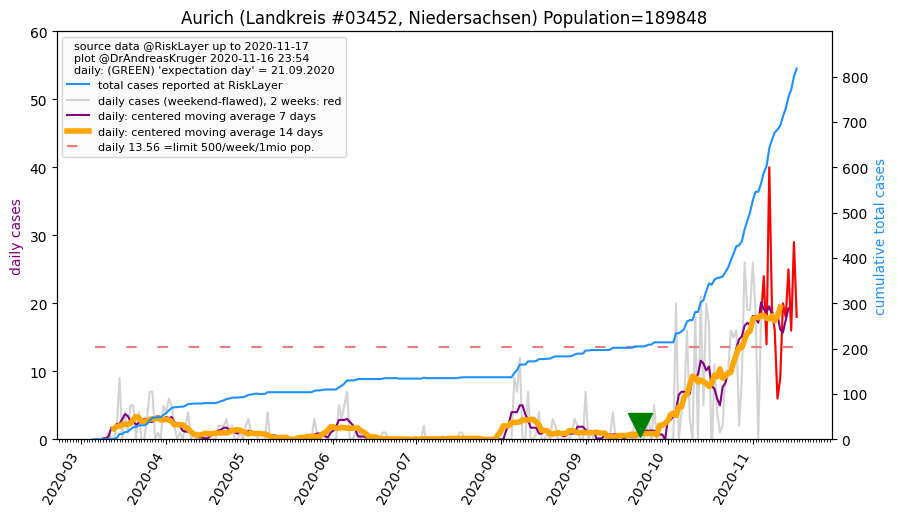 Aurich (Landkreis #03452, Niedersachsen) Population=189848
source data @RiskLayer up to 2020-11-17
plot @DrAndreasKruger 2020-11-16 23:54
daily: (GREEN) 'expectation day' = 21.09.2020
total cases reported at RiskLayer
daily cases (weekend-flawed), 2 weeks: red
daily: centered moving average 7 days
daily: centered moving average 14 days
daily 13.56 =limit 500/week/1mio pop.
daily cases
60
50
40
30
20
10
0
cumulative total cases
800
700
600
500
400
300
200
100
0
2020-03
2020-04
2020-05
2020-06
2020-07
2020-08
2020-09
2020-10
2020-11